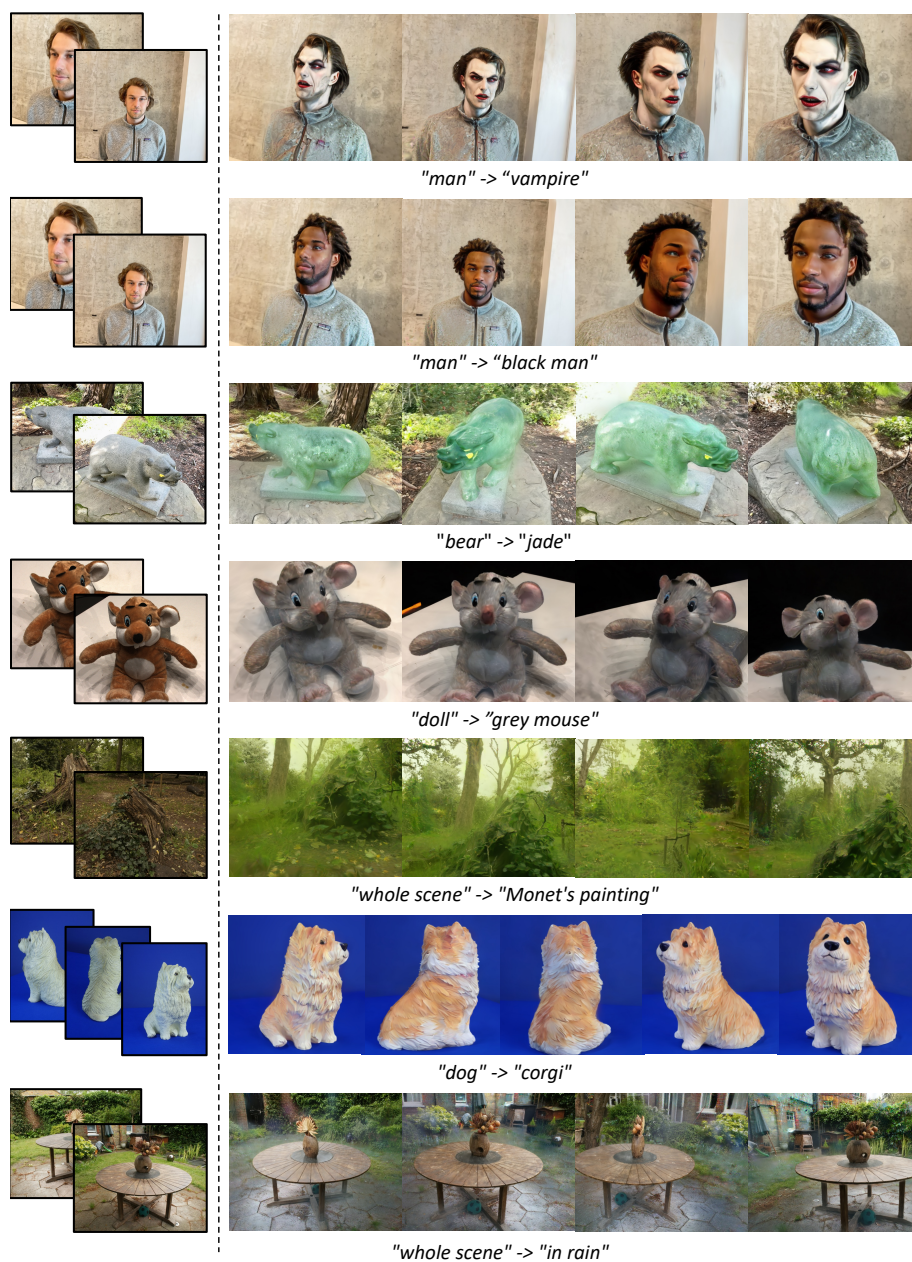 "man" -> “vampire"
"man" -> “black man"
"bear" -> "jade"
"doll" -> ”grey mouse"
"whole scene" -> "Monet's painting"
"dog" -> "corgi"
"whole scene" -> "in rain"